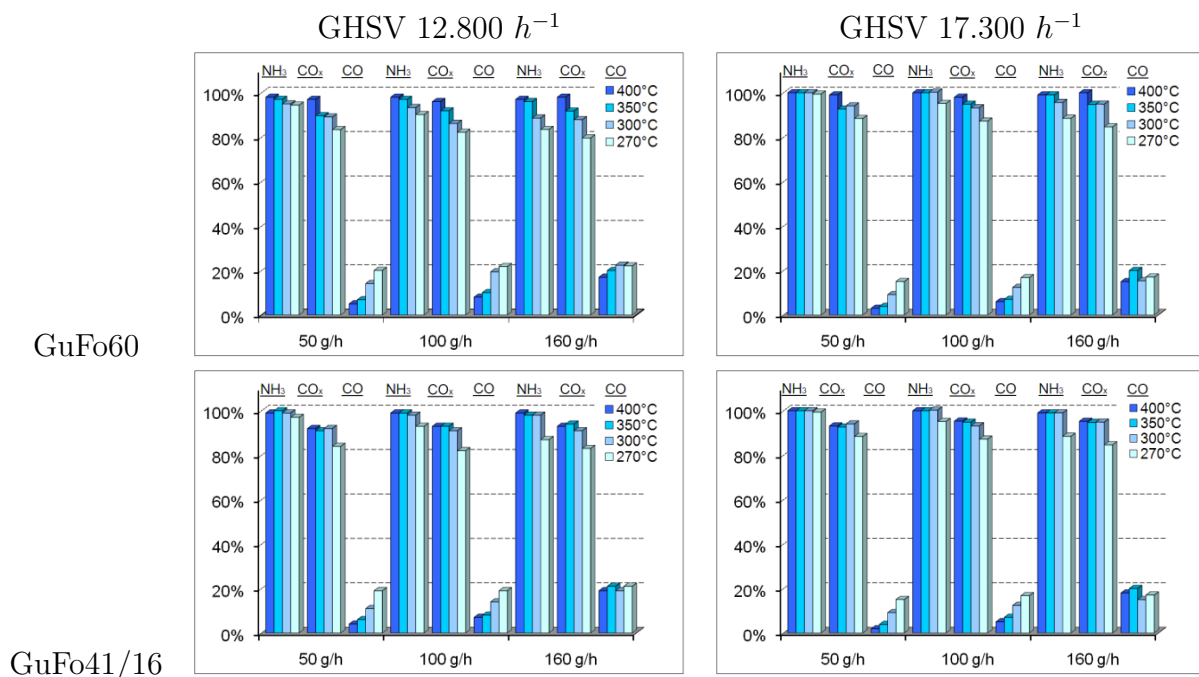 GHSV 12.800 h⁻¹ GHSV 17.300 h⁻¹
NH₃ COₓ CO NH₃ COₓ CO NH₃ COₓ CO
400°C
350°C
300°C
270°C
100%
80%
60%
40%
20%
0%
50 g/h 100 g/h 160 g/h
NH₃ COₓ CO NH₃ COₓ CO NH₃ COₓ CO
400°C
350°C
300°C
270°C
100%
80%
60%
40%
20%
0%
50 g/h 100 g/h 160 g/h
GuFo60
NH₃ COₓ CO NH₃ COₓ CO NH₃ COₓ CO
400°C
350°C
300°C
270°C
100%
80%
60%
40%
20%
0%
50 g/h 100 g/h 160 g/h
NH₃ COₓ CO NH₃ COₓ CO NH₃ COₓ CO
400°C
350°C
300°C
270°C
100%
80%
60%
40%
20%
0%
50 g/h 100 g/h 160 g/h
GuFo41/16